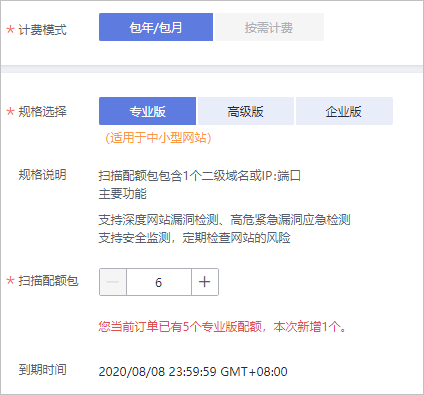 * 计费模式 包年/包月 按需计费
* 规格选择 专业版 高级版 企业版
（适用于中小型网站）
规格说明 扫描配额包包含1个二级域名或IP:端口
主要功能
支持深度网站漏洞检测、高危紧急漏洞应急检测
支持安全监测，定期检查网站的风险
* 扫描配额包 — 6 +
您当前订单已有5个专业版配额，本次新增1个。
到期时间 2020/08/08 23:59:59 GMT+08:00